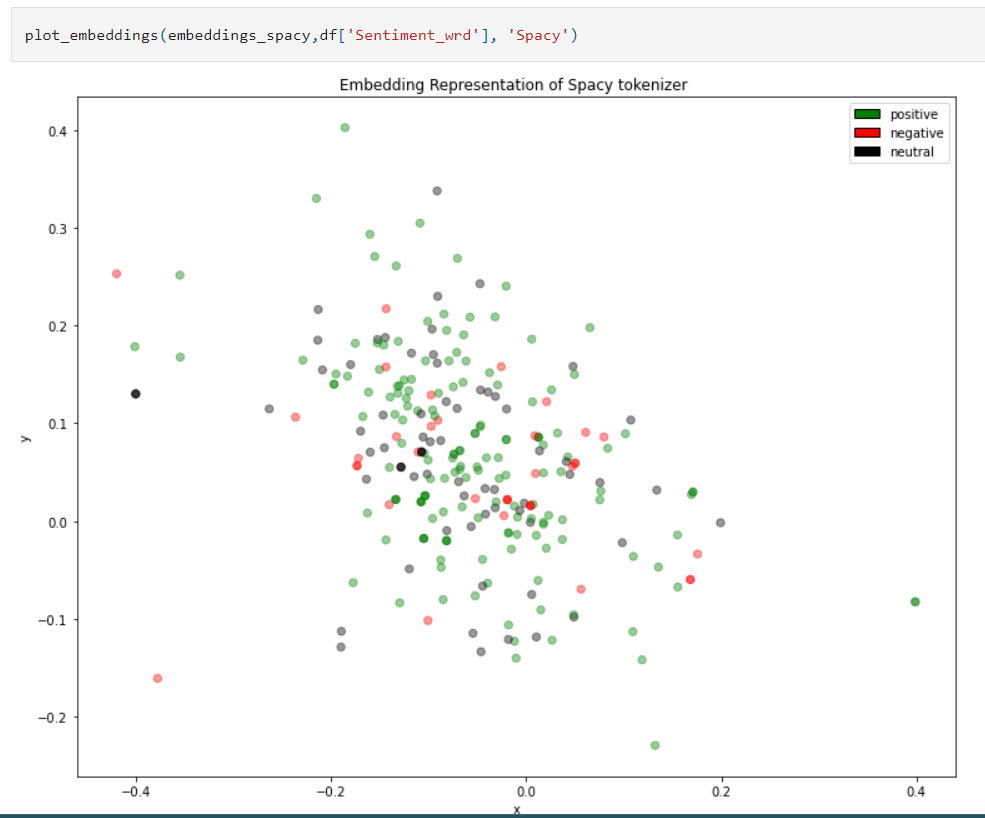 plot_embeddings(embeddings_spacy,df['Sentiment_wrd'], 'Spacy')
Embedding Representation of Spacy tokenizer
positive
negative
neutral
0.4
0.3
0.2
0.1
0.0
−0.1
−0.2
y
−0.4
−0.2
0.0
0.2
0.4
x